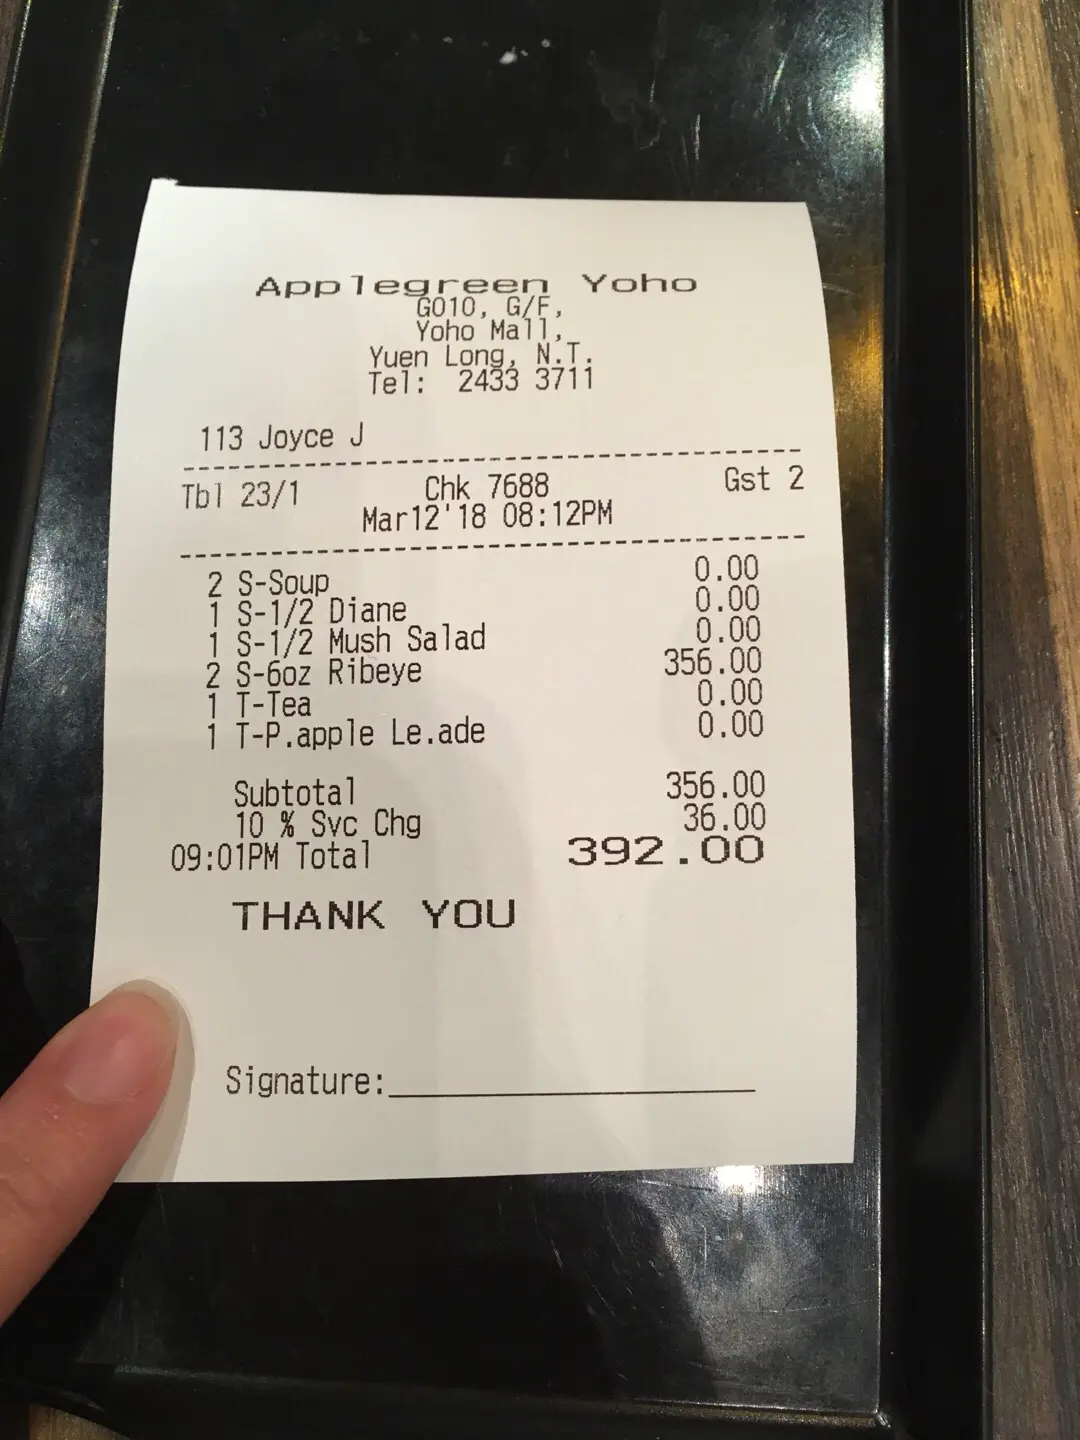 Applegreen Yoho
G010, G/F,
Yoho Mall,
Yuen Long, N.T.
Tel: 2433 3711
113 Joyce J
Tbl 23/1 Chk 7688 Gst 2
Mar12'18 08:12PM
2 S-Soup 0.00
1 S-1/2 Diane 0.00
1 S-1/2 Mush Salad 0.00
2 S-6oz Ribeye 356.00
1 T-Tea 0.00
1 T-P.apple Le.ade 0.00
Subtotal 356.00
10 % Svc Chg 36.00
09:01PM Total 392.00
THANK YOU
Signature: